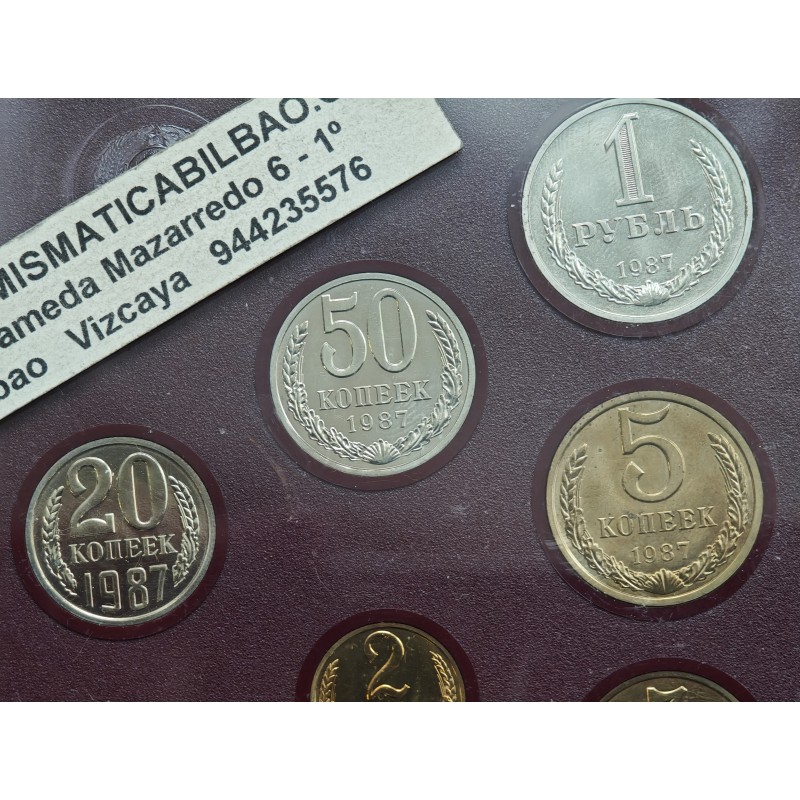 MISMATICABILBAO.
ameda Mazarredo 6 - 1º
bao Vizcaya 944235576
1
РУБЛЬ
1987
50
КОПЕЕК
1987
20
КОПЕЕК
1987
5
КОПЕЕК
1987
2